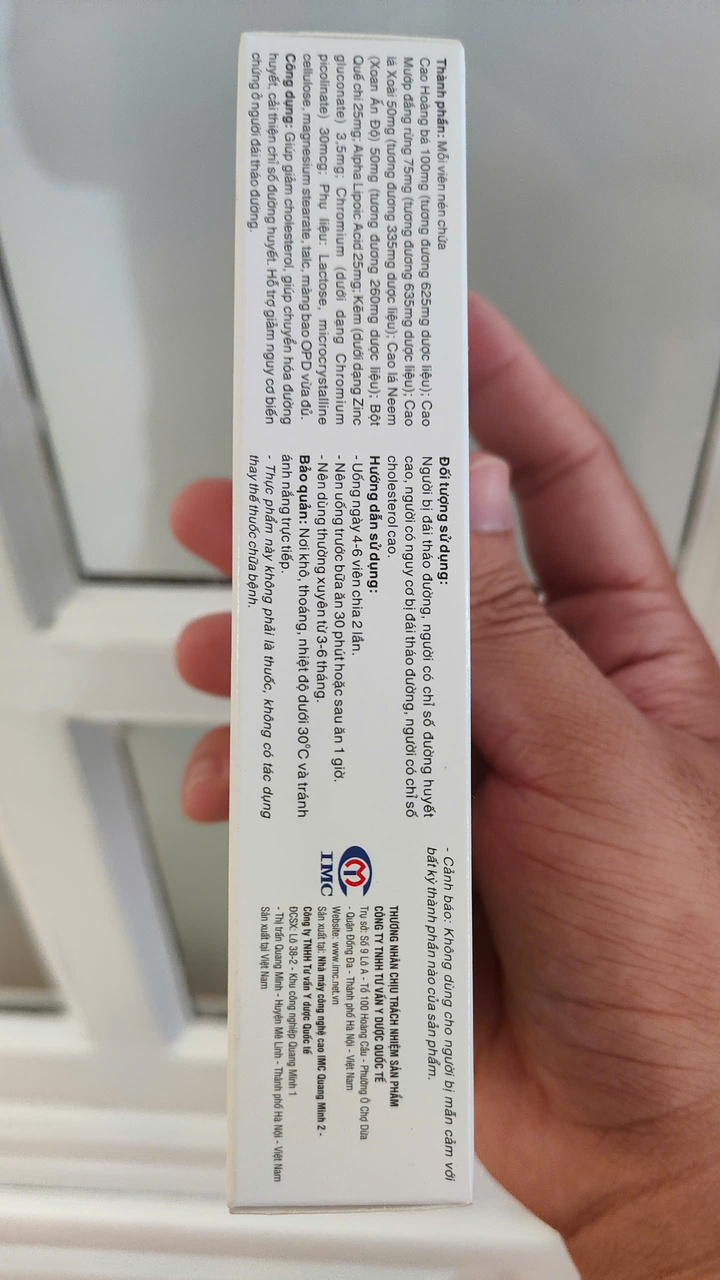 Thành phần: Mỗi viên nén chứa
Cao Hoàng bá 100mg (tương đương 625mg dược liệu); Cao
Mướp đắng rừng 75mg (tương đương 635mg dược liệu); Cao
lá Xoài 50mg (tương đương 335mg dược liệu); Cao lá Neem
(Xoan Ấn Độ) 50mg (tương đương 260mg dược liệu); Bột
Quế chi 25mg; Alpha Lipoic Acid 25mg; Kẽm (dưới dạng Zinc
gluconate) 3,5mg; Chromium (dưới dạng Chromium
picolinate) 30mcg; Phụ liệu: Lactose, microcrystalline
cellulose, magnesium stearate, talc, màng bao OPD vừa đủ.
Công dụng: Giúp giảm cholesterol, giúp chuyển hóa đường
huyết, cải thiện chỉ số đường huyết. Hỗ trợ giảm nguy cơ biến
chứng ở người đái tháo đường.
Đối tượng sử dụng:
Người bị đái tháo đường, người có chỉ số đường huyết
cao, người có nguy cơ bị đái tháo đường, người có chỉ số
cholesterol cao.
Hướng dẫn sử dụng:
- Uống ngày 4-6 viên chia 2 lần.
- Nên uống trước bữa ăn 30 phút hoặc sau ăn 1 giờ.
- Nên dùng thường xuyên từ 3-6 tháng.
Bảo quản: Nơi khô, thoáng, nhiệt độ dưới 30°C và tránh
ánh nắng trực tiếp.
- Thực phẩm này không phải là thuốc, không có tác dụng
thay thế thuốc chữa bệnh.
- Cảnh báo: Không dùng cho người bị mẫn cảm với
bất kỳ thành phần nào của sản phẩm.
IMC
THƯƠNG NHÂN CHỊU TRÁCH NHIỆM SẢN PHẨM
CÔNG TY TNHH TƯ VẤN Y DƯỢC QUỐC TẾ
Trụ sở: Số 9 Lô A - Tổ 100 Hoàng Cầu - Phường Ô Chợ Dừa
- Quận Đống Đa - Thành phố Hà Nội - Việt Nam
Website: www.imc.net.vn
Sản xuất tại: Nhà máy công nghệ cao IMC Quang Minh 2 -
Công ty TNHH Tư vấn Y dược Quốc tế
ĐCSX: Lô 38-2 - Khu công nghiệp Quang Minh 1
- Thị trấn Quang Minh - Huyện Mê Linh - Thành phố Hà Nội - Việt Nam
Sản xuất tại Việt Nam